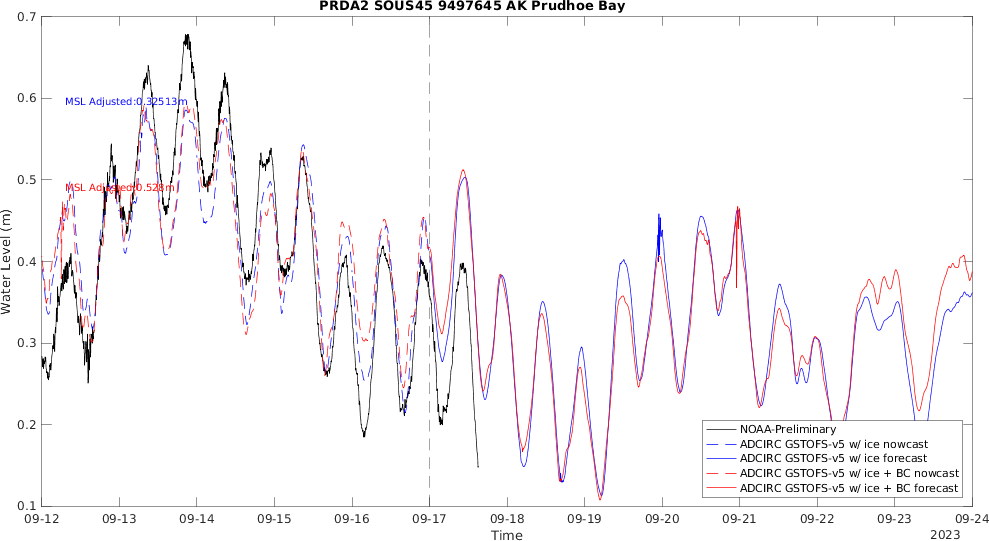 PRDA2 SOUS45 9497645 AK Prudhoe Bay
0.7
0.6
0.5
0.4
0.3
0.2
0.1
Water Level (m)
MSL Adjusted:0.32513m
MSL Adjusted:0.528m
NOAA-Preliminary
ADCIRC GSTOFS-v5 w/ ice nowcast
ADCIRC GSTOFS-v5 w/ ice forecast
ADCIRC GSTOFS-v5 w/ ice + BC nowcast
ADCIRC GSTOFS-v5 w/ ice + BC forecast
09-12 09-13 09-14 09-15 09-16 09-17 09-18 09-19 09-20 09-21 09-22 09-23 09-24
Time
2023